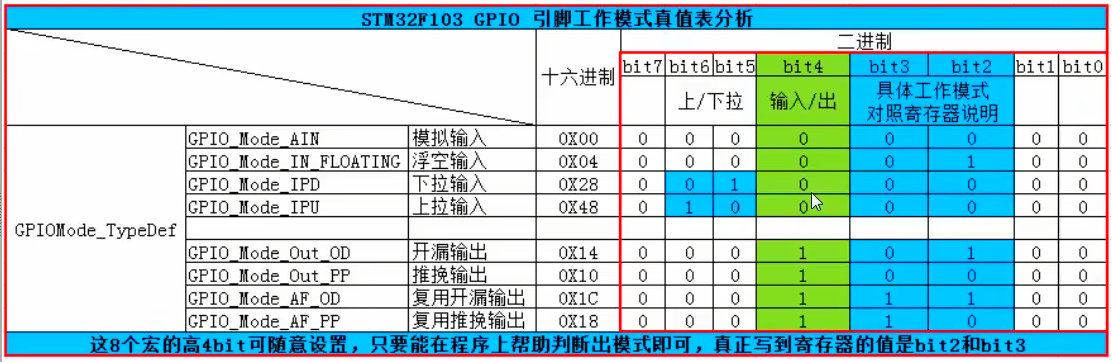 STM32F103 GPIO 引脚工作模式真值表分析
十六进制 二进制
bit7 bit6 bit5 bit4 bit3 bit2 bit1 bit0
上/下拉 输入/出 具体工作模式
对照寄存器说明
GPIOMode_TypeDef
GPIO_Mode_AIN 模拟输入 0X00 0 0 0 0 0 0 0 0
GPIO_Mode_IN_FLOATING 浮空输入 0X04 0 0 0 0 0 1 0 0
GPIO_Mode_IPD 下拉输入 0X28 0 0 1 0 0 0 0
GPIO_Mode_IPU 上拉输入 0X48 0 1 0 0 0 0
GPIO_Mode_Out_OD 开漏输出 0X14 0 0 0 1 0 1 0 0
GPIO_Mode_Out_PP 推挽输出 0X10 0 0 0 1 0 0 0 0
GPIO_Mode_AF_OD 复用开漏输出 0X1C 0 0 0 1 1 1 0 0
GPIO_Mode_AF_PP 复用推挽输出 0X18 0 0 0 1 1 0 0 0
这8个宏的高4bit可随意设置，只要能在程序上帮助判断出模式即可，真正写到寄存器的值是bit2和bit3